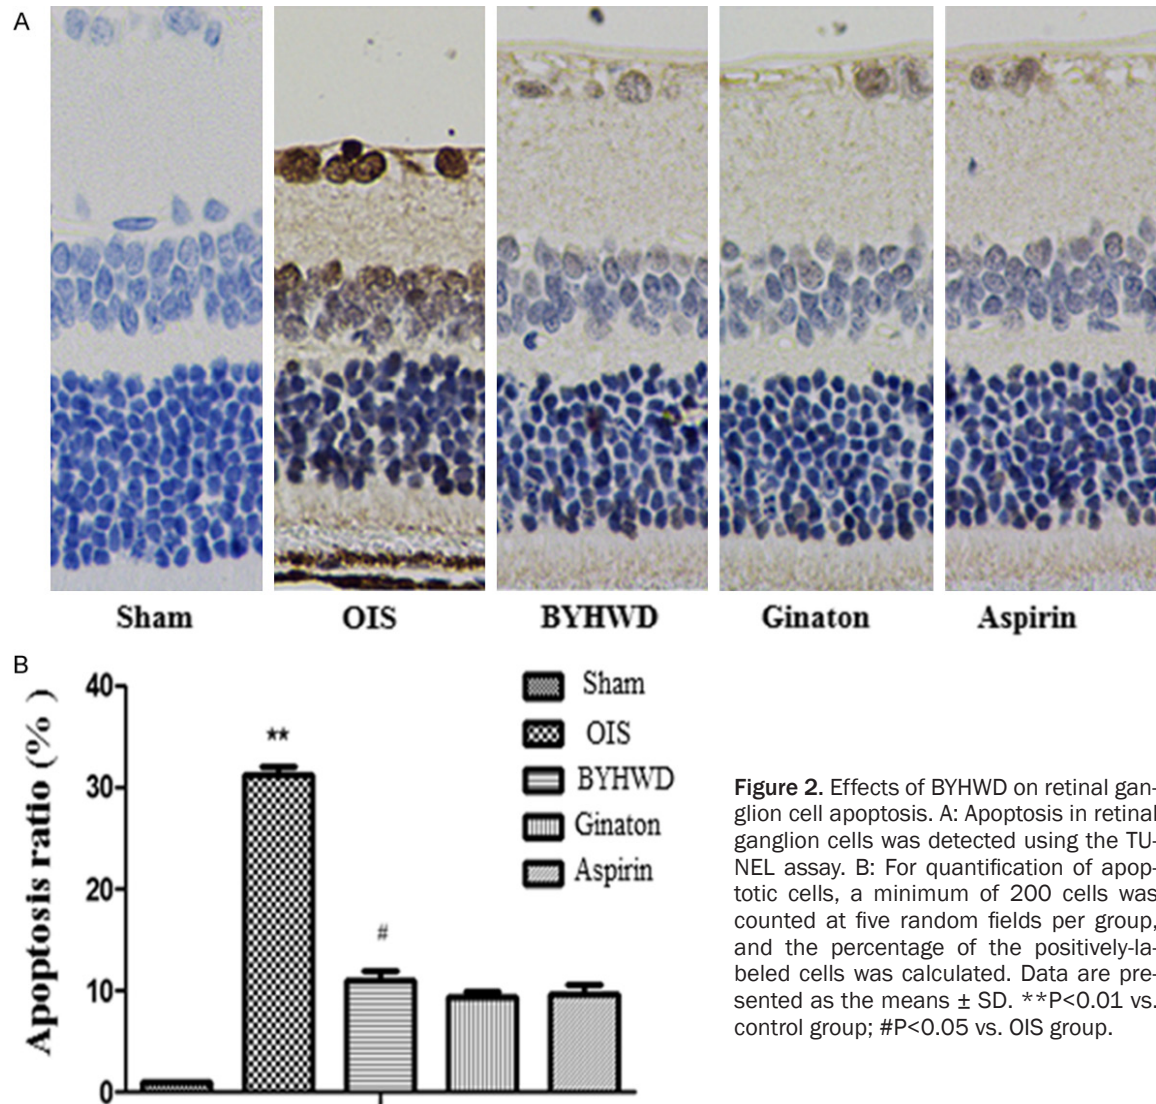 A
Sham
OIS
BYHWD
Ginaton
Aspirin
B
Apoptosis ratio (%)
40
30
20
10
0
**
#
Sham
OIS
BYHWD
Ginaton
Aspirin
Figure 2. Effects of BYHWD on retinal gan-
glion cell apoptosis. A: Apoptosis in retinal
ganglion cells was detected using the TU-
NEL assay. B: For quantification of apop-
totic cells, a minimum of 200 cells was
counted at five random fields per group,
and the percentage of the positively-la-
beled cells was calculated. Data are pre-
sented as the means ± SD. **P<0.01 vs.
control group; #P<0.05 vs. OIS group.